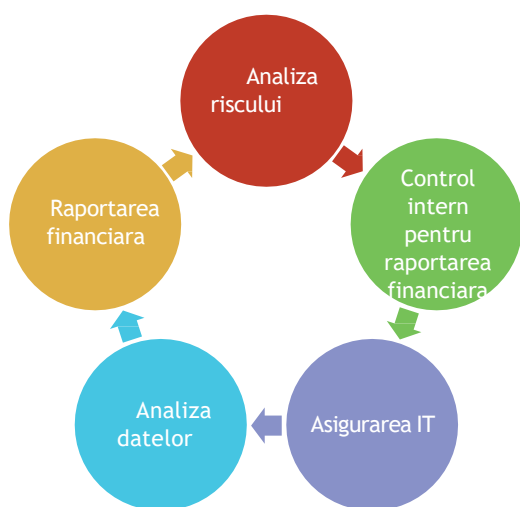 Analiza
riscului
Control
intern
pentru
raportarea
financiara
Asigurarea IT
Analiza
datelor
Raportarea
financiara